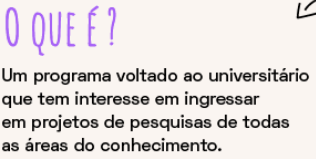 O QUE É?
Um programa voltado ao universitário
que tem interesse em ingressar
em projetos de pesquisas de todas
as áreas do conhecimento.